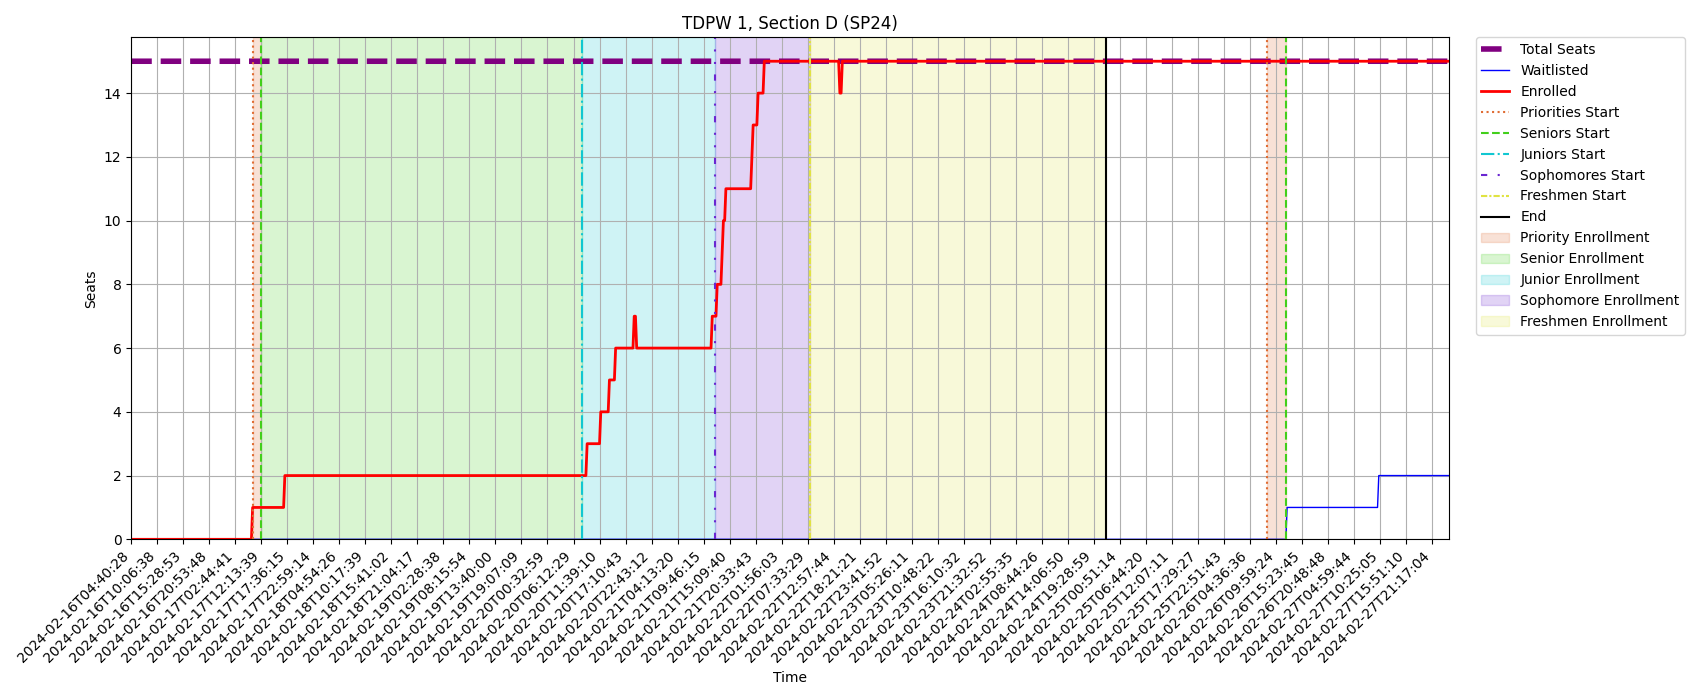 TDPW 1, Section D (SP24)
Total Seats
Waitlisted
Enrolled
Priorities Start
Seniors Start
Juniors Start
Sophomores Start
Freshmen Start
End
Priority Enrollment
Senior Enrollment
Junior Enrollment
Sophomore Enrollment
Freshmen Enrollment
Seats
14
12
10
8
6
4
2
0
2024-02-16T04:40:28
2024-02-16T10:06:38
2024-02-16T15:28:53
2024-02-16T20:53:48
2024-02-17T02:44:41
2024-02-17T12:13:39
2024-02-17T17:36:15
2024-02-17T22:59:14
2024-02-18T04:54:26
2024-02-18T10:17:39
2024-02-18T15:41:02
2024-02-18T21:04:17
2024-02-19T02:28:38
2024-02-19T08:15:54
2024-02-19T13:40:00
2024-02-19T19:07:09
2024-02-20T00:32:59
2024-02-20T06:12:29
2024-02-20T11:39:10
2024-02-20T17:10:43
2024-02-20T22:43:12
2024-02-21T04:13:20
2024-02-21T09:46:15
2024-02-21T15:09:40
2024-02-21T20:33:43
2024-02-22T01:56:03
2024-02-22T07:33:29
2024-02-22T12:57:44
2024-02-22T18:21:21
2024-02-22T23:41:52
2024-02-23T05:26:11
2024-02-23T10:48:22
2024-02-23T16:10:32
2024-02-23T21:32:52
2024-02-24T02:55:35
2024-02-24T08:44:26
2024-02-24T14:06:50
2024-02-24T19:28:59
2024-02-25T00:51:14
2024-02-25T06:44:20
2024-02-25T12:07:11
2024-02-25T17:29:27
2024-02-25T22:51:43
2024-02-26T04:36:36
2024-02-26T09:59:24
2024-02-26T15:23:45
2024-02-26T20:48:48
2024-02-27T04:59:44
2024-02-27T10:25:05
2024-02-27T15:51:10
2024-02-27T21:17:04
Time